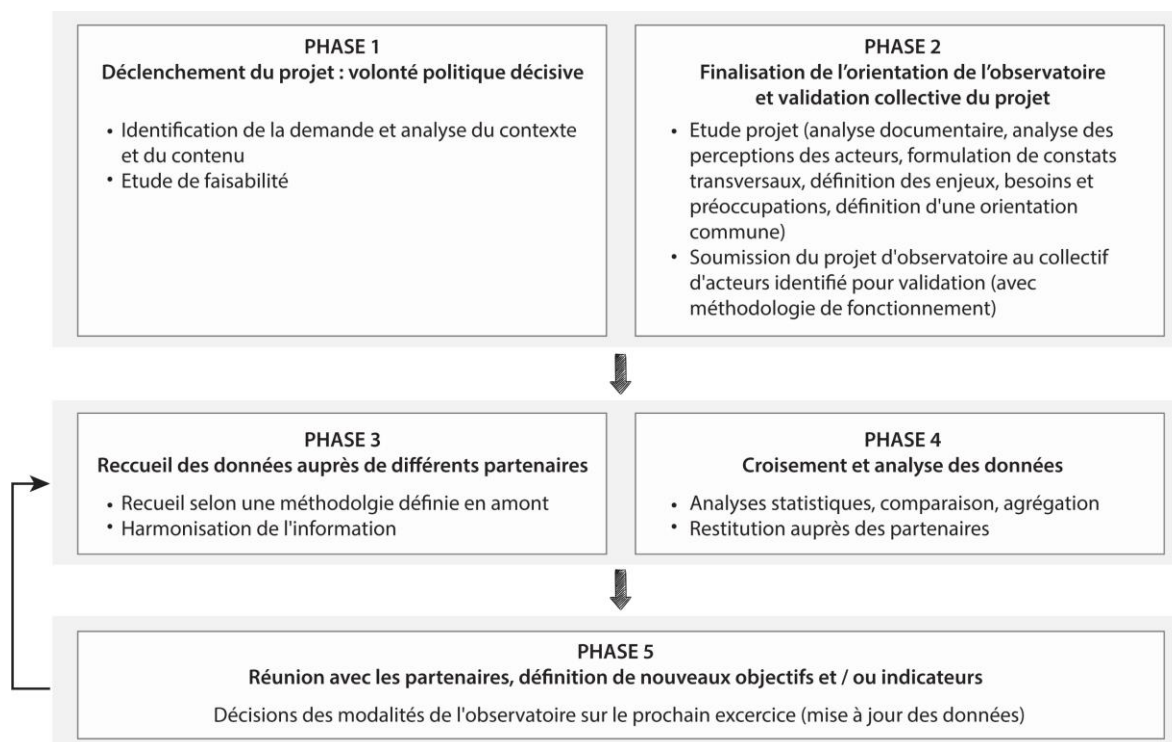 PHASE 1
Déclenchement du projet : volonté politique décisive
• Identification de la demande et analyse du contexte
et du contenu
• Etude de faisabilité
PHASE 2
Finalisation de l’orientation de l’observatoire
et validation collective du projet
• Etude projet (analyse documentaire, analyse des
perceptions des acteurs, formulation de constats
transversaux, définition des enjeux, besoins et
préoccupations, définition d'une orientation
commune)
• Soumission du projet d'observatoire au collectif
d'acteurs identifié pour validation (avec
méthodologie de fonctionnement)
PHASE 3
Reccueil des données auprès de différents partenaires
• Recueil selon une méthodolgie définie en amont
• Harmonisation de l'information
PHASE 4
Croisement et analyse des données
• Analyses statistiques, comparaison, agrégation
• Restitution auprès des partenaires
PHASE 5
Réunion avec les partenaires, définition de nouveaux objectifs et / ou indicateurs
Décisions des modalités de l'observatoire sur le prochain excercice (mise à jour des données)